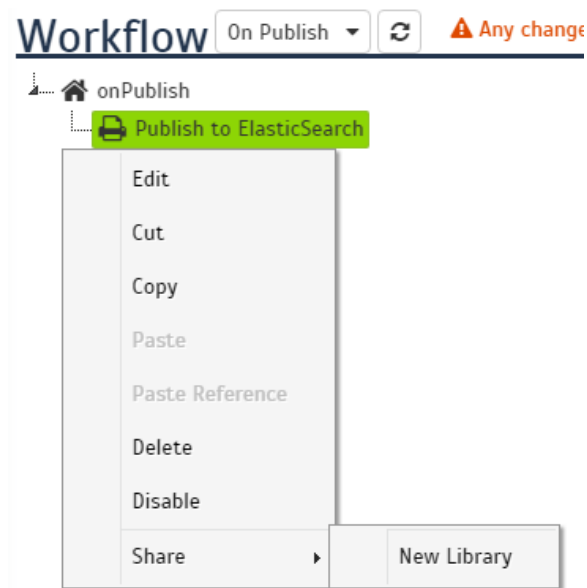 Workflow On Publish Any change
onPublish
Publish to ElasticSearch
Edit
Cut
Copy
Paste
Paste Reference
Delete
Disable
Share New Library